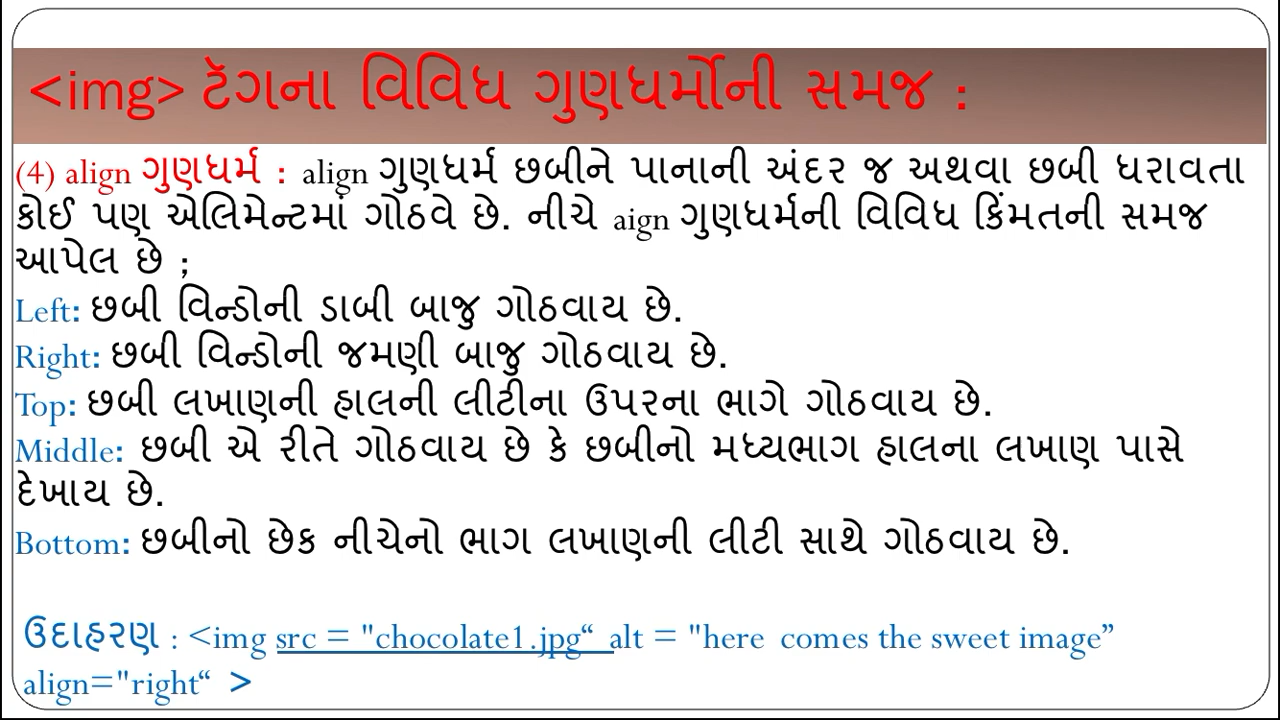 <img> ટૅગના વિવિધ ગુણધર્મોની સમજ :
(4) align ગુણધર્મ : align ગુણધર્મ છબીને પાનાની અંદર જ અથવા છબી ધરાવતા
કોઈ પણ એલિમેન્ટમાં ગોઠવે છે. નીચે aign ગુણધર્મની વિવિધ કિંમતની સમજ
આપેલ છે ;
Left: છબી વિન્ડોની ડાબી બાજુ ગોઠવાય છે.
Right: છબી વિન્ડોની જમણી બાજુ ગોઠવાય છે.
Top: છબી લખાણની હાલની લીટીના ઉપરના ભાગે ગોઠવાય છે.
Middle: છબી એ રીતે ગોઠવાય છે કે છબીનો મધ્યભાગ હાલના લખાણ પાસે
દેખાય છે.
Bottom: છબીનો છેક નીચેનો ભાગ લખાણની લીટી સાથે ગોઠવાય છે.
ઉદાહરણ : <img src = "chocolate1.jpg“ alt = "here comes the sweet image”
align="right“ >